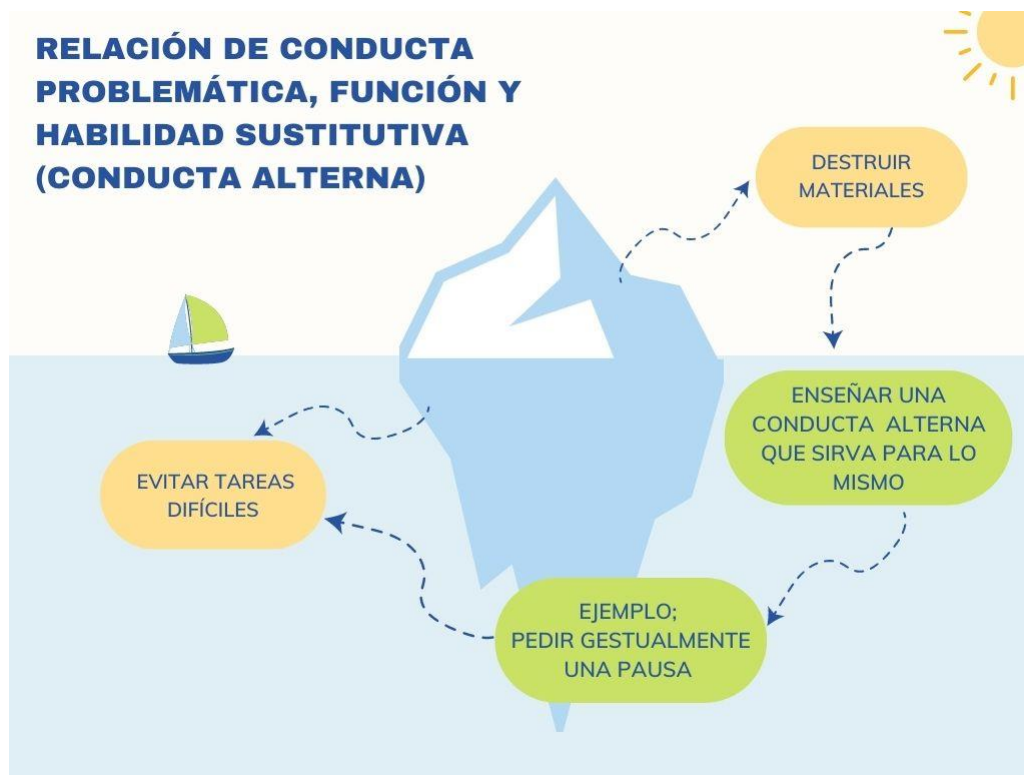 RELACIÓN DE CONDUCTA
PROBLEMÁTICA, FUNCIÓN Y
HABILIDAD SUSTITUTIVA
(CONDUCTA ALTERNA)
DESTRUIR
MATERIALES
ENSEÑAR UNA
CONDUCTA ALTERNA
QUE SIRVA PARA LO
MISMO
EVITAR TAREAS
DIFÍCILES
EJEMPLO;
PEDIR GESTUALMENTE
UNA PAUSA